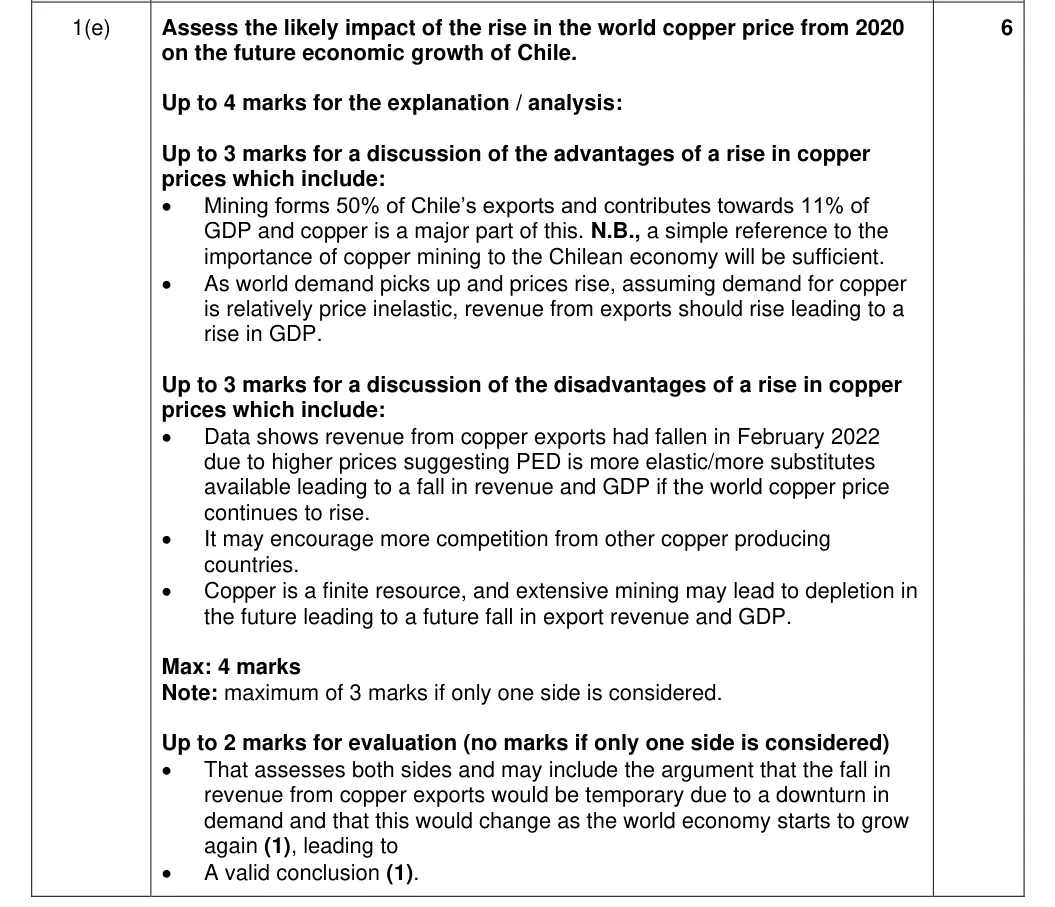 1(e) Assess the likely impact of the rise in the world copper price from 2020 6
on the future economic growth of Chile.
Up to 4 marks for the explanation / analysis:
Up to 3 marks for a discussion of the advantages of a rise in copper
prices which include:
• Mining forms 50% of Chile’s exports and contributes towards 11% of
GDP and copper is a major part of this. N.B., a simple reference to the
importance of copper mining to the Chilean economy will be sufficient.
• As world demand picks up and prices rise, assuming demand for copper
is relatively price inelastic, revenue from exports should rise leading to a
rise in GDP.
Up to 3 marks for a discussion of the disadvantages of a rise in copper
prices which include:
• Data shows revenue from copper exports had fallen in February 2022
due to higher prices suggesting PED is more elastic/more substitutes
available leading to a fall in revenue and GDP if the world copper price
continues to rise.
• It may encourage more competition from other copper producing
countries.
• Copper is a finite resource, and extensive mining may lead to depletion in
the future leading to a future fall in export revenue and GDP.
Max: 4 marks
Note: maximum of 3 marks if only one side is considered.
Up to 2 marks for evaluation (no marks if only one side is considered)
• That assesses both sides and may include the argument that the fall in
revenue from copper exports would be temporary due to a downturn in
demand and that this would change as the world economy starts to grow
again (1), leading to
• A valid conclusion (1).